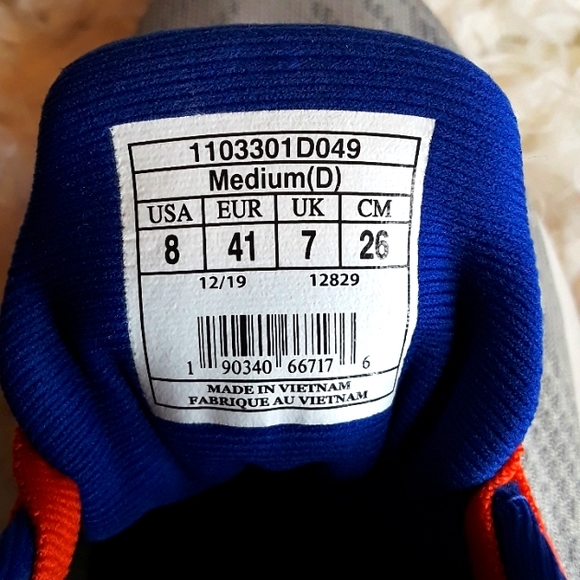 1103301D049
Medium(D)
USA EUR UK CM
8 41 7 26
12/19 12829
1 90340 66717 6
MADE IN VIETNAM
FABRIQUE AU VIETNAM